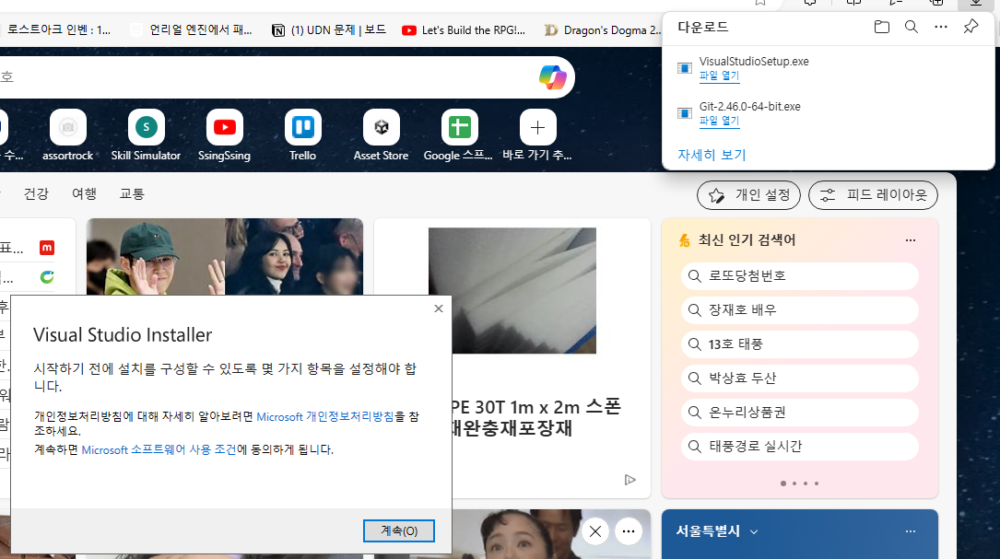 로스트아크 인벤 : 1...
언리얼 엔진에서 패...
(1) UDN 문제 | 보드
Let's Build the RPG!...
Dragon's Dogma 2...
다운로드
VisualStudioSetup.exe
파일 열기
Git-2.46.0-64-bit.exe
파일 열기
자세히 보기
호
수...
assortrock
Skill Simulator
SsingSsing
Trello
Asset Store
Google 스프...
바로 가기 추...
건강
여행
교통
개인 설정
피드 레이아웃
표...
최신 인기 검색어
로또당첨번호
장재호 배우
13호 태풍
박상효 두산
온누리상품권
태풍경로 실시간
Visual Studio Installer
시작하기 전에 설치를 구성할 수 있도록 몇 가지 항목을 설정해야 합
니다.
개인정보처리방침에 대해 자세히 알아보려면 Microsoft 개인정보처리방침을 참
조하세요.
계속하면 Microsoft 소프트웨어 사용 조건에 동의하게 됩니다.
계속(O)
PE 30T 1m x 2m 스폰
대완충재포장재
서울특별시